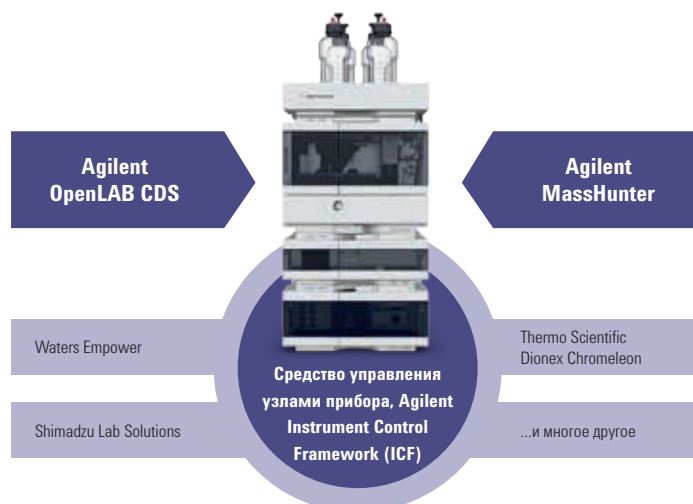 Agilent
OpenLAB CDS
Agilent
MassHunter
Waters Empower
Thermo Scientific
Dionex Chromeleon
Средство управления
узлами прибора, Agilent
Instrument Control
Framework (ICF)
Shimadzu Lab Solutions
...и многое другое